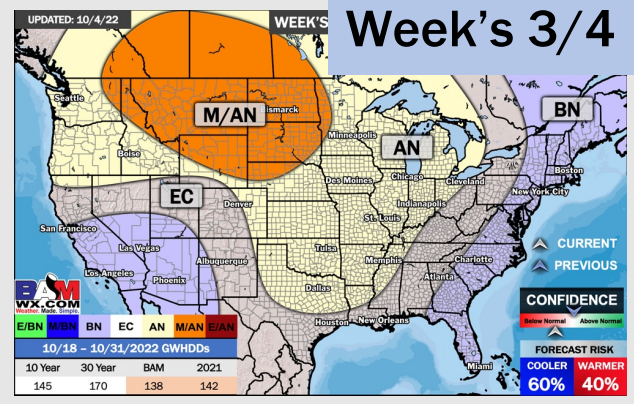 UPDATED: 10/4/22
WEEK'S
Week's 3/4
Seattle
M/AN
ismarck
BN
Minneapolis
AN
Boise
Boston
Des Moines
Chicago
Cleveland
New York City
EC
Denver
Indianapolis
St. Louis
San Francisco
Las Vegas
Tulsa
CURRENT
Albuquerque
Memphis
Charlotte
PREVIOUS
Los Angeles
Phoenix
Atlanta
Dallas
BAM
WX.COM
Weather. Made. Simple.
CONFIDENCE
Houston
New Orleans
Below Normal
Above Normal
E/BN M/BN BN EC AN M/AN E/AN
10/18 – 10/31/2022 GWHDDs
FORECAST RISK
10 Year 30 Year BAM 2021
Miami
COOLER WARMER
145 170 138 142
60% 40%